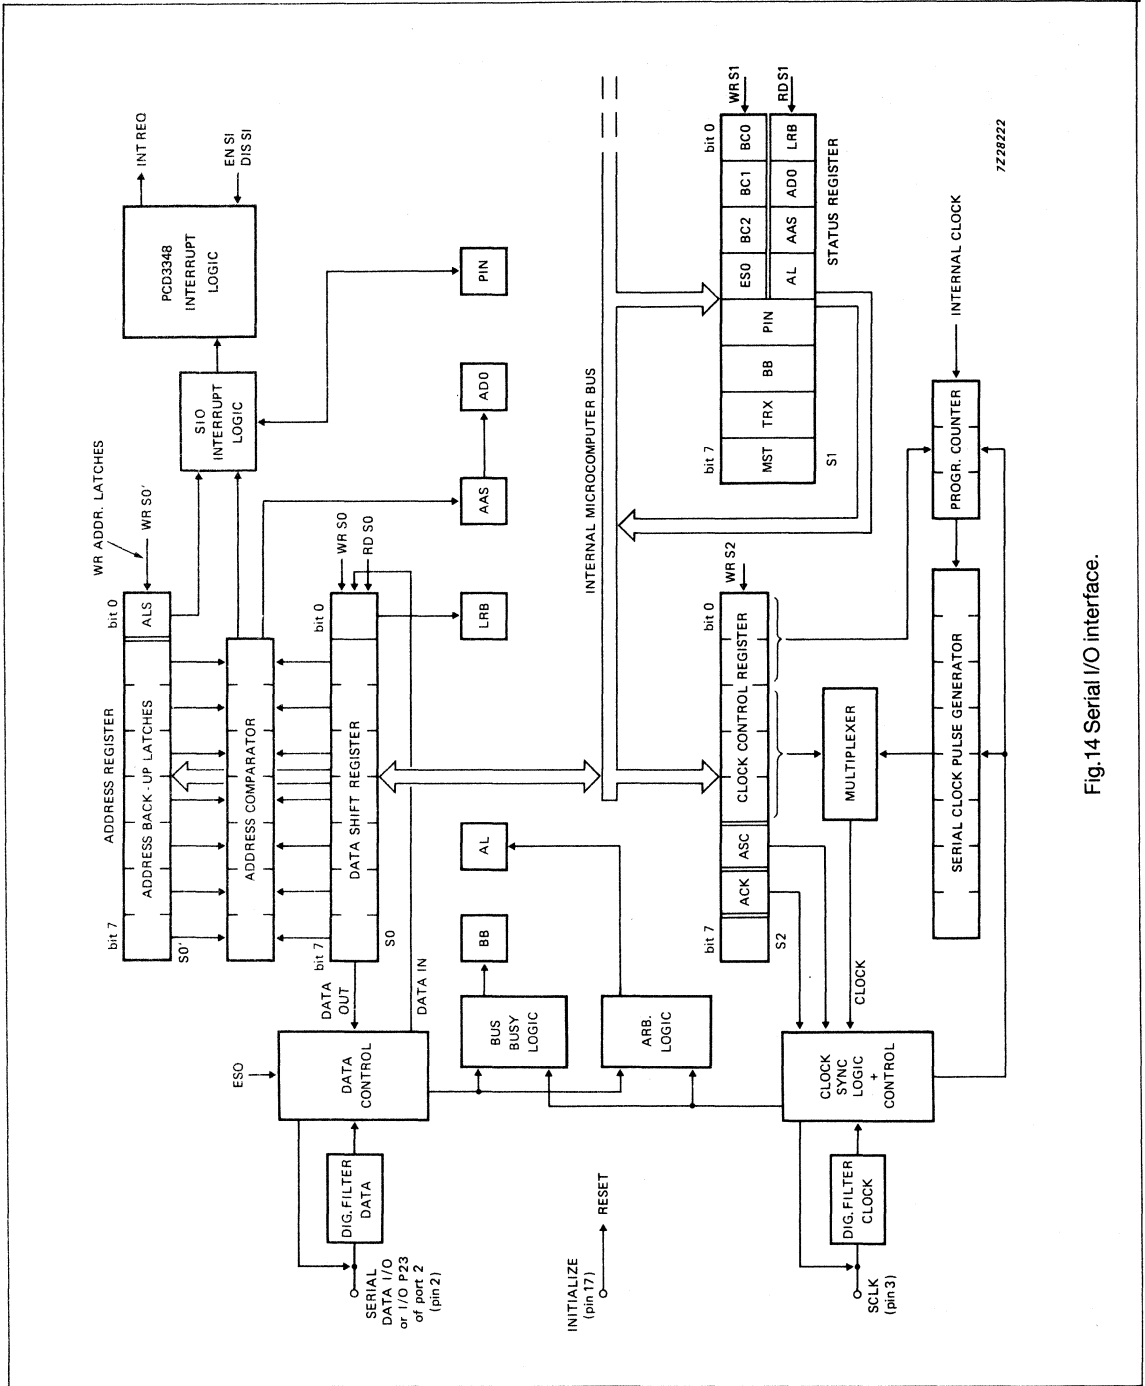 WR ADDR. LATCHES
ADDRESS REGISTER
bit 7
bit 0
ADDRESS BACK-UP LATCHES
ALS
WR S0'
S0'
ADDRESS COMPARATOR
bit 7
bit 0
DATA SHIFT REGISTER
WR S0
RD S0
S0
SIO
INTERRUPT
LOGIC
PCD3348
INTERRUPT
LOGIC
INT REQ
EN SI
DIS SI
ESO
DATA
CONTROL
DATA
OUT
DATA IN
DIG. FILTER
DATA
SERIAL
DATA I/O
or I/O P23
of port 2
(pin 2)
BUS
BUSY
LOGIC
BB
AL
LRB
AAS
AD0
PIN
ARB.
LOGIC
INITIALIZE
(pin 17)
RESET
INTERNAL MICROCOMPUTER BUS
bit 7
bit 0
ACK
ASC
CLOCK CONTROL REGISTER
WR S2
S2
bit 7
bit 0
MST
TRX
BB
PIN
ESO
BC2
BC1
BC0
WR S1
AL
AAS
AD0
LRB
RD S1
S1
STATUS REGISTER
MULTIPLEXER
CLOCK
CLOCK
SYNC
LOGIC
+
CONTROL
DIG. FILTER
CLOCK
SCLK
(pin 3)
SERIAL CLOCK PULSE GENERATOR
PROGR. COUNTER
INTERNAL CLOCK
7Z28222
Fig.14 Serial I/O interface.